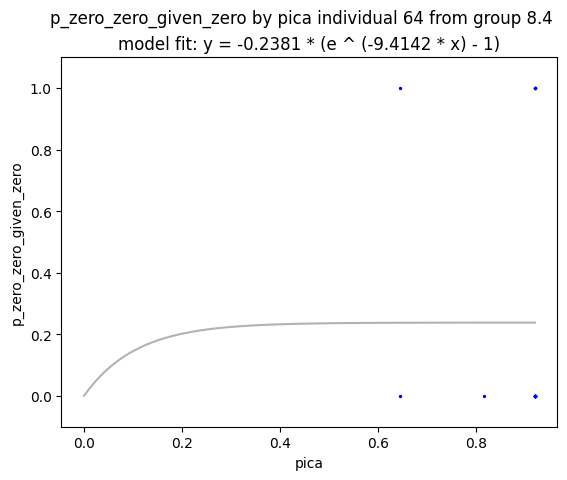 p_zero_zero_given_zero by pica individual 64 from group 8.4
model fit: y = -0.2381 * (e ^ (-9.4142 * x) - 1)
1.0
0.8
0.6
0.4
0.2
0.0
p_zero_zero_given_zero
0.0 0.2 0.4 0.6 0.8
pica